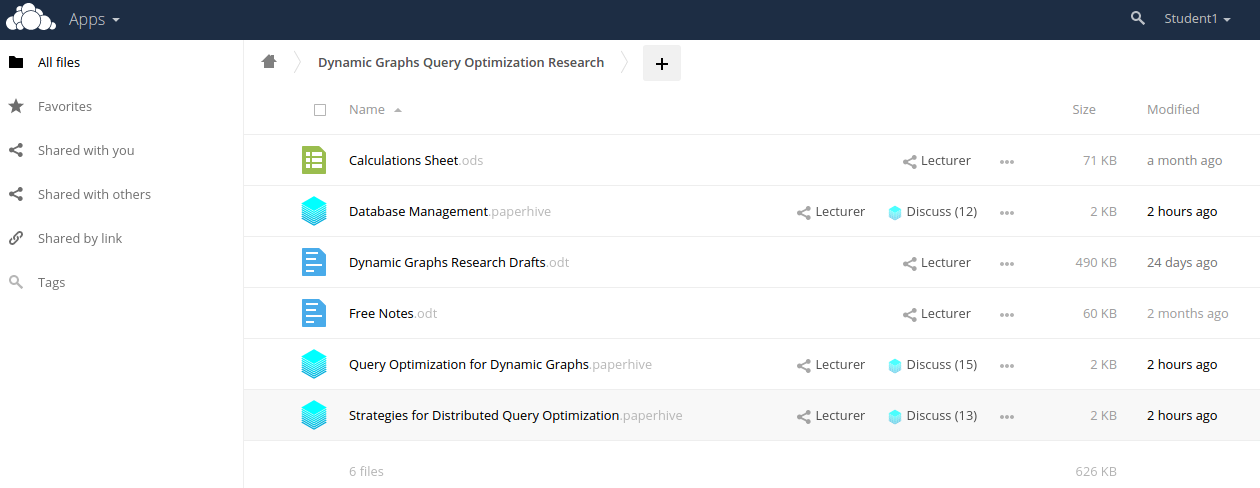 Apps Student1
All files
Favorites
Shared with you
Shared with others
Shared by link
Tags
Dynamic Graphs Query Optimization Research +
Name Size Modified
Calculations Sheet.ods Lecturer ••• 71 KB a month ago
Database Management.paperhive Lecturer Discuss (12) ••• 2 KB 2 hours ago
Dynamic Graphs Research Drafts.odt Lecturer ••• 490 KB 24 days ago
Free Notes.odt Lecturer ••• 60 KB 2 months ago
Query Optimization for Dynamic Graphs.paperhive Lecturer Discuss (15) ••• 2 KB 2 hours ago
Strategies for Distributed Query Optimization.paperhive Lecturer Discuss (13) ••• 2 KB 2 hours ago
6 files 626 KB